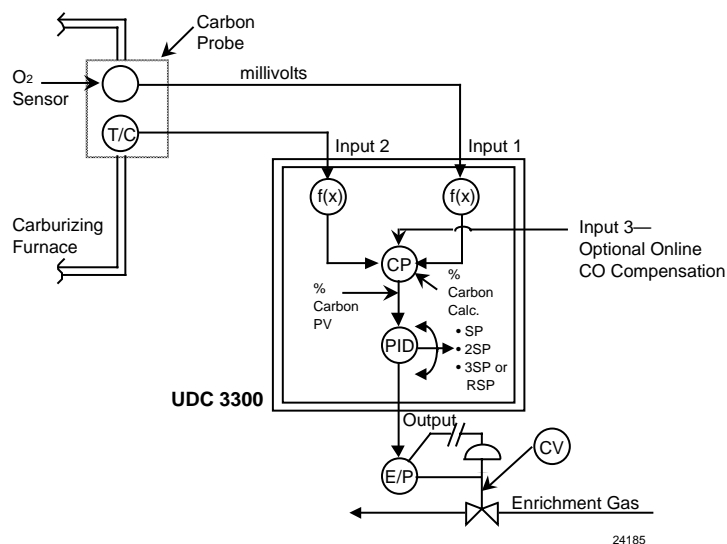 Carbon
Probe
O2
Sensor
millivolts
T/C
Input 2
Input 1
f(x)
f(x)
Carburizing
Furnace
Input 3—
Optional Online
CO Compensation
CP
%
Carbon
PV
%
Carbon
Calc.
PID
• SP
• 2SP
• 3SP or
RSP
UDC 3300
Output
E/P
CV
Enrichment Gas
24185